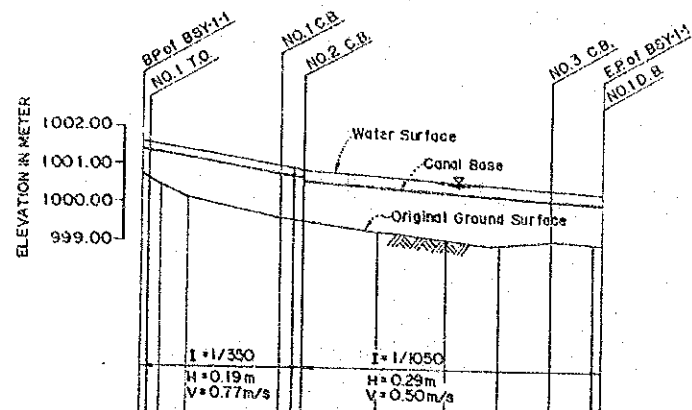 BP.of BSY-1-1
NO.1 T.O.
NO.1 C.B.
NO.2 C.B.
NO.3 C.B.
E.P.of BSY-1-1
NO.1 D.B
ELEVATION IN METER
1002.00
1001.00
1000.00
999.00
Water Surface
Canal Base
Original Ground Surface
I=1/350
H=0.19m
V=0.77m/s
I=1/1050
H=0.29m
V=0.50m/s